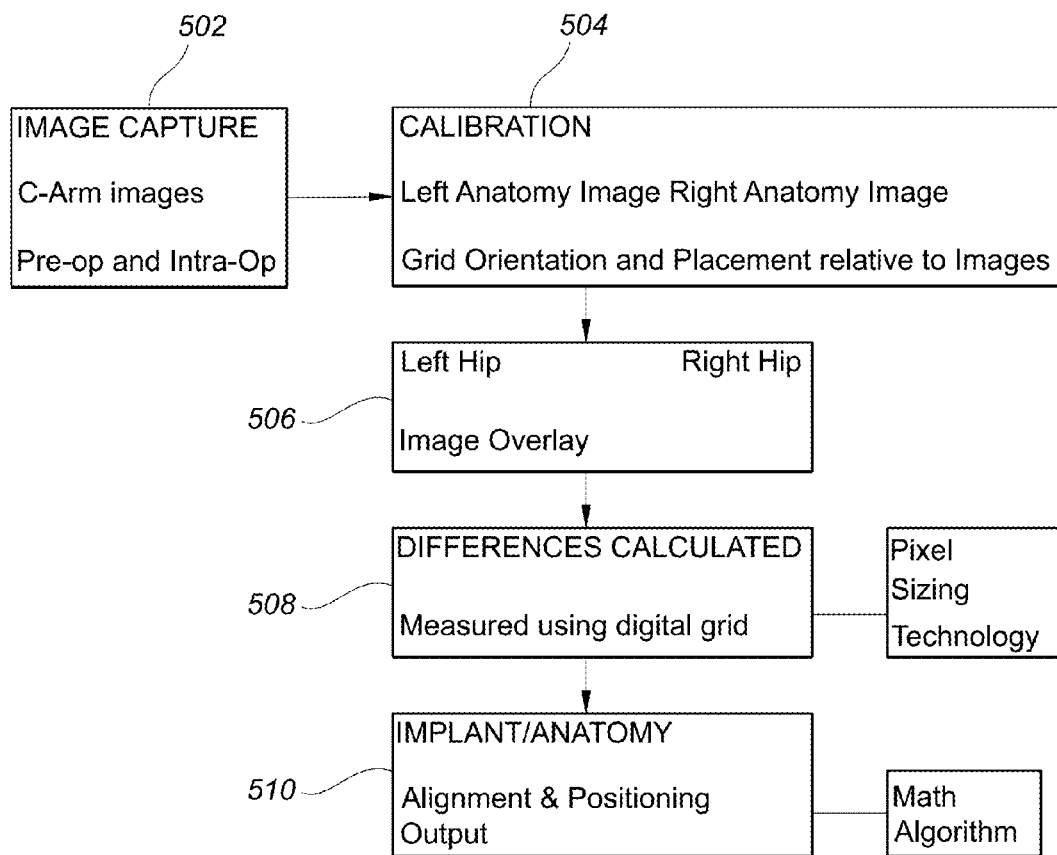 502
504
IMAGE CAPTURE
C-Arm images
Pre-op and Intra-Op
CALIBRATION
Left Anatomy Image Right Anatomy Image
Grid Orientation and Placement relative to Images
506
Left Hip Right Hip
Image Overlay
508
DIFFERENCES CALCULATED
Measured using digital grid
Pixel
Sizing
Technology
510
IMPLANT/ANATOMY
Alignment & Positioning
Output
Math
Algorithm